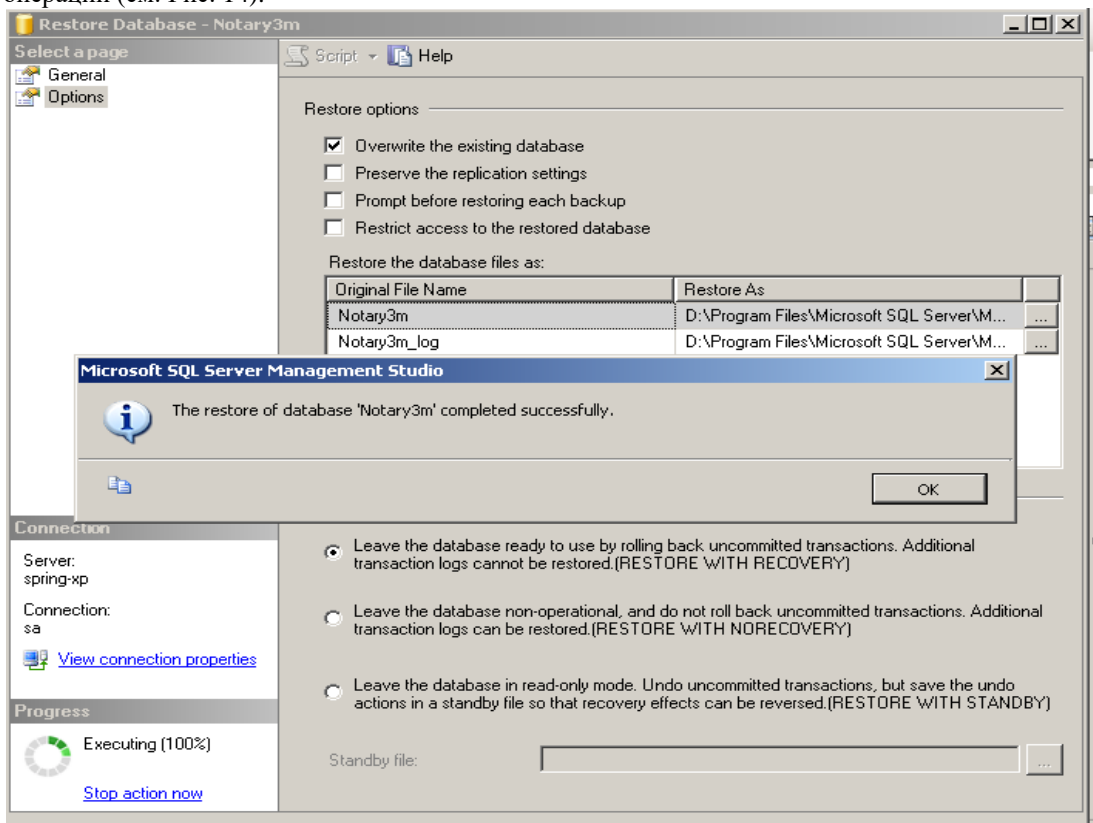 операции (см. Рис. 14).
Restore Database - Notary3m
Select a page
General
Options
Script
Help
Restore options
Overwrite the existing database
Preserve the replication settings
Prompt before restoring each backup
Restrict access to the restored database
Restore the database files as:
Original File Name Restore As
Notary3m D:\Program Files\Microsoft SQL Server\M... ...
Notary3m_log D:\Program Files\Microsoft SQL Server\M... ...
Microsoft SQL Server Management Studio
The restore of database 'Notary3m' completed successfully.
OK
Connection
Server:
spring-xp
Connection:
sa
View connection properties
Progress
Executing (100%)
Stop action now
Leave the database ready to use by rolling back uncommitted transactions. Additional
transaction logs cannot be restored.(RESTORE WITH RECOVERY)
Leave the database non-operational, and do not roll back uncommitted transactions. Additional
transaction logs can be restored.(RESTORE WITH NORECOVERY)
Leave the database in read-only mode. Undo uncommitted transactions, but save the undo
actions in a standby file so that recovery effects can be reversed.(RESTORE WITH STANDBY)
Standby file:
...